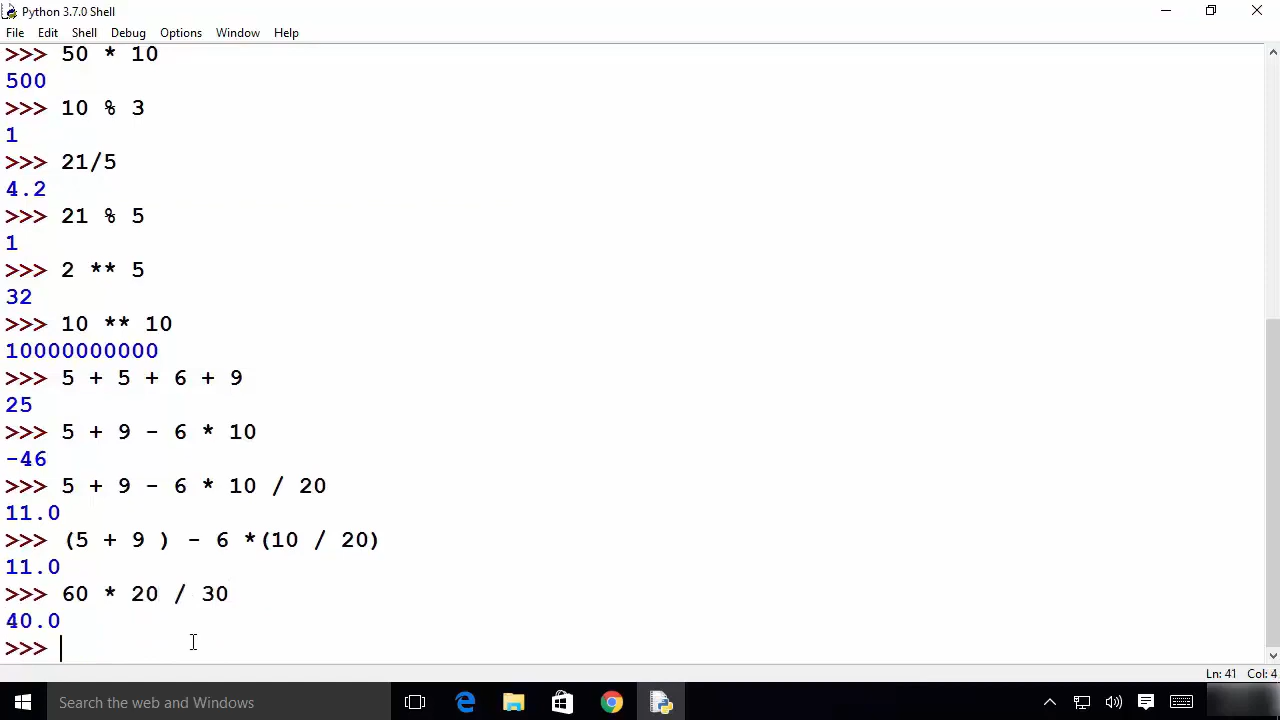 Python 3.7.0 Shell
File Edit Shell Debug Options Window Help
>>> 50 * 10
500
>>> 10 % 3
1
>>> 21/5
4.2
>>> 21 % 5
1
>>> 2 ** 5
32
>>> 10 ** 10
10000000000
>>> 5 + 5 + 6 + 9
25
>>> 5 + 9 - 6 * 10
-46
>>> 5 + 9 - 6 * 10 / 20
11.0
>>> (5 + 9 ) - 6 *(10 / 20)
11.0
>>> 60 * 20 / 30
40.0
>>>
Ln: 41 Col: 4
Search the web and Windows